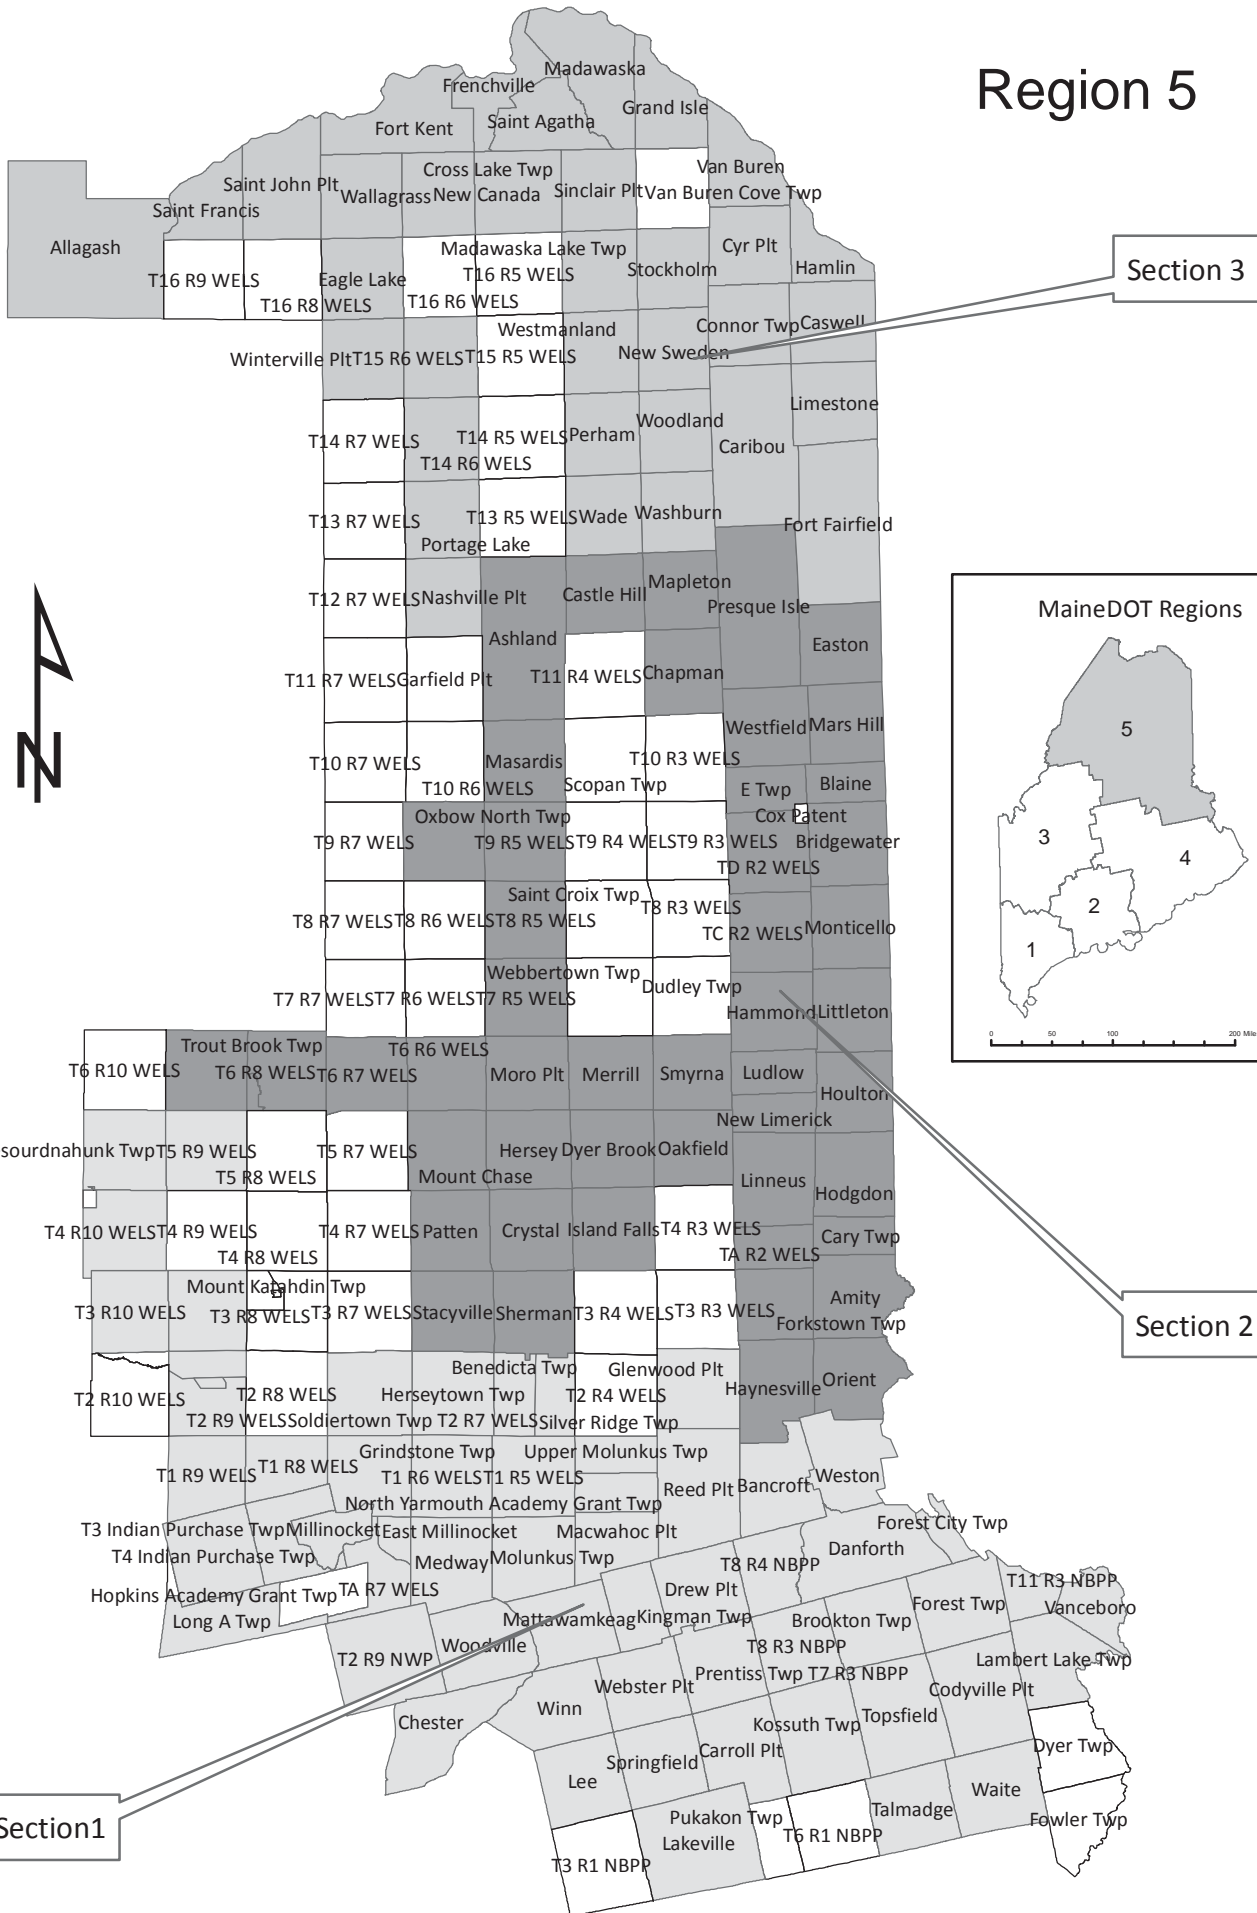 Region 5
Madawaska
Frenchville
Grand Isle
Saint Agatha
Fort Kent
Van Buren
Cross Lake Twp
Saint John Plt
Wallagrass
New Canada
Sinclair Plt
Van Buren Cove Twp
Saint Francis
Allagash
Madawaska Lake Twp
Cyr Plt
T16 R9 WELS
Eagle Lake
T16 R5 WELS
Stockholm
Hamlin
Section 3
T16 R8 WELS
T16 R6 WELS
Westmanland
Connor Twp
Caswell
Winterville Plt
T15 R6 WELS
T15 R5 WELS
New Sweden
Limestone
Woodland
T14 R7 WELS
T14 R5 WELS
Perham
Caribou
T14 R6 WELS
T13 R7 WELS
T13 R5 WELS
Wade
Washburn
Fort Fairfield
Portage Lake
T12 R7 WELS
Nashville Plt
Castle Hill
Mapleton
Presque Isle
Ashland
Easton
T11 R7 WELS
Garfield Plt
T11 R4 WELS
Chapman
Westfield
Mars Hill
T10 R7 WELS
Masardis
T10 R3 WELS
T10 R6 WELS
Scopan Twp
E Twp
Blaine
Oxbow North Twp
Cox Patent
T9 R7 WELS
T9 R5 WELS
T9 R4 WELS
T9 R3 WELS
Bridgewater
TD R2 WELS
Saint Croix Twp
T8 R7 WELS
T8 R6 WELS
T8 R5 WELS
T8 R3 WELS
TC R2 WELS
Monticello
Webbertown Twp
Dudley Twp
T7 R7 WELS
T7 R6 WELS
T7 R5 WELS
Hammond
Littleton
Trout Brook Twp
T6 R6 WELS
T6 R10 WELS
T6 R8 WELS
T6 R7 WELS
Moro Plt
Merrill
Smyrna
Ludlow
Houlton
New Limerick
sourdnahunk Twp
T5 R9 WELS
T5 R7 WELS
Hersey
Dyer Brook
Oakfield
T5 R8 WELS
Mount Chase
Linneus
Hodgdon
T4 R10 WELS
T4 R9 WELS
T4 R7 WELS
Patten
Crystal
Island Falls
T4 R3 WELS
Cary Twp
T4 R8 WELS
TA R2 WELS
Mount Katahdin Twp
Amity
T3 R10 WELS
T3 R8 WELS
T3 R7 WELS
Stacyville
Sherman
T3 R4 WELS
T3 R3 WELS
Forkstown Twp
Section 2
Benedicta Twp
Glenwood Plt
Haynesville
Orient
T2 R10 WELS
T2 R8 WELS
Herseytown Twp
T2 R4 WELS
T2 R9 WELS
Soldiertown Twp
T2 R7 WELS
Silver Ridge Twp
Grindstone Twp
Upper Molunkus Twp
T1 R9 WELS
T1 R8 WELS
T1 R6 WELS
T1 R5 WELS
Reed Plt
Bancroft
Weston
North Yarmouth Academy Grant Twp
T3 Indian Purchase Twp
Millinocket
East Millinocket
Macwahoc Plt
Forest City Twp
T4 Indian Purchase Twp
Medway
Molunkus Twp
T8 R4 NBPP
Danforth
Hopkins Academy Grant Twp
TA R7 WELS
Drew Plt
T11 R3 NBPP
Long A Twp
Mattawamkeag
Kingman Twp
Brookton Twp
Forest Twp
Vanceboro
T2 R9 NWP
Woodville
T8 R3 NBPP
Lambert Lake Twp
Webster Plt
Prentiss Twp
T7 R3 NBPP
Codyville Plt
Chester
Winn
Kossuth Twp
Topsfield
Springfield
Carroll Plt
Dyer Twp
Lee
Waite
Section1
Pukakon Twp
Talmadge
Fowler Twp
Lakeville
T6 R1 NBPP
T3 R1 NBPP
N
MaineDOT Regions
5
3
4
2
1
0 50 100 200 Mile